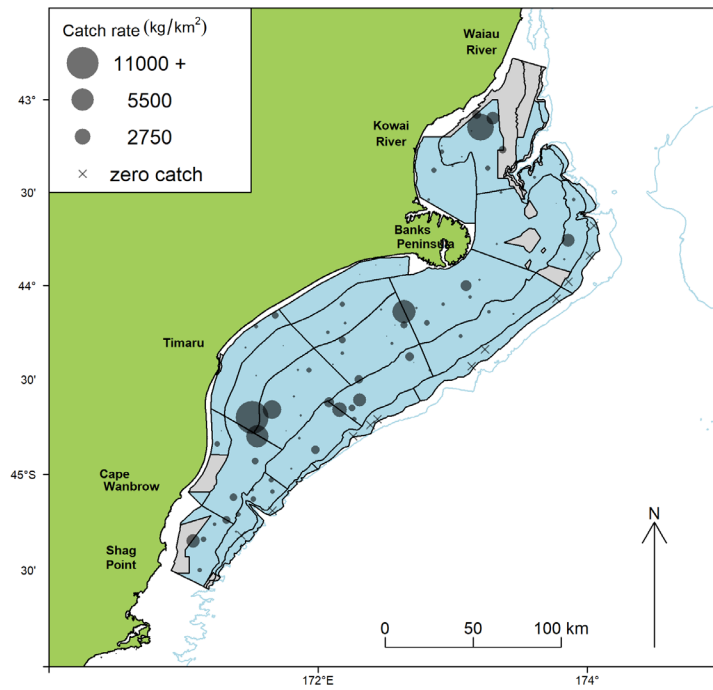 Catch rate (kg/km²)
11000 +
5500
2750
× zero catch
Waiau
River
43°
Kowai
River
30'
Banks
Peninsula
44°
Timaru
30'
45°S
Cape
Wanbrow
Shag
Point
30'
N
0 50 100 km
172°E
174°